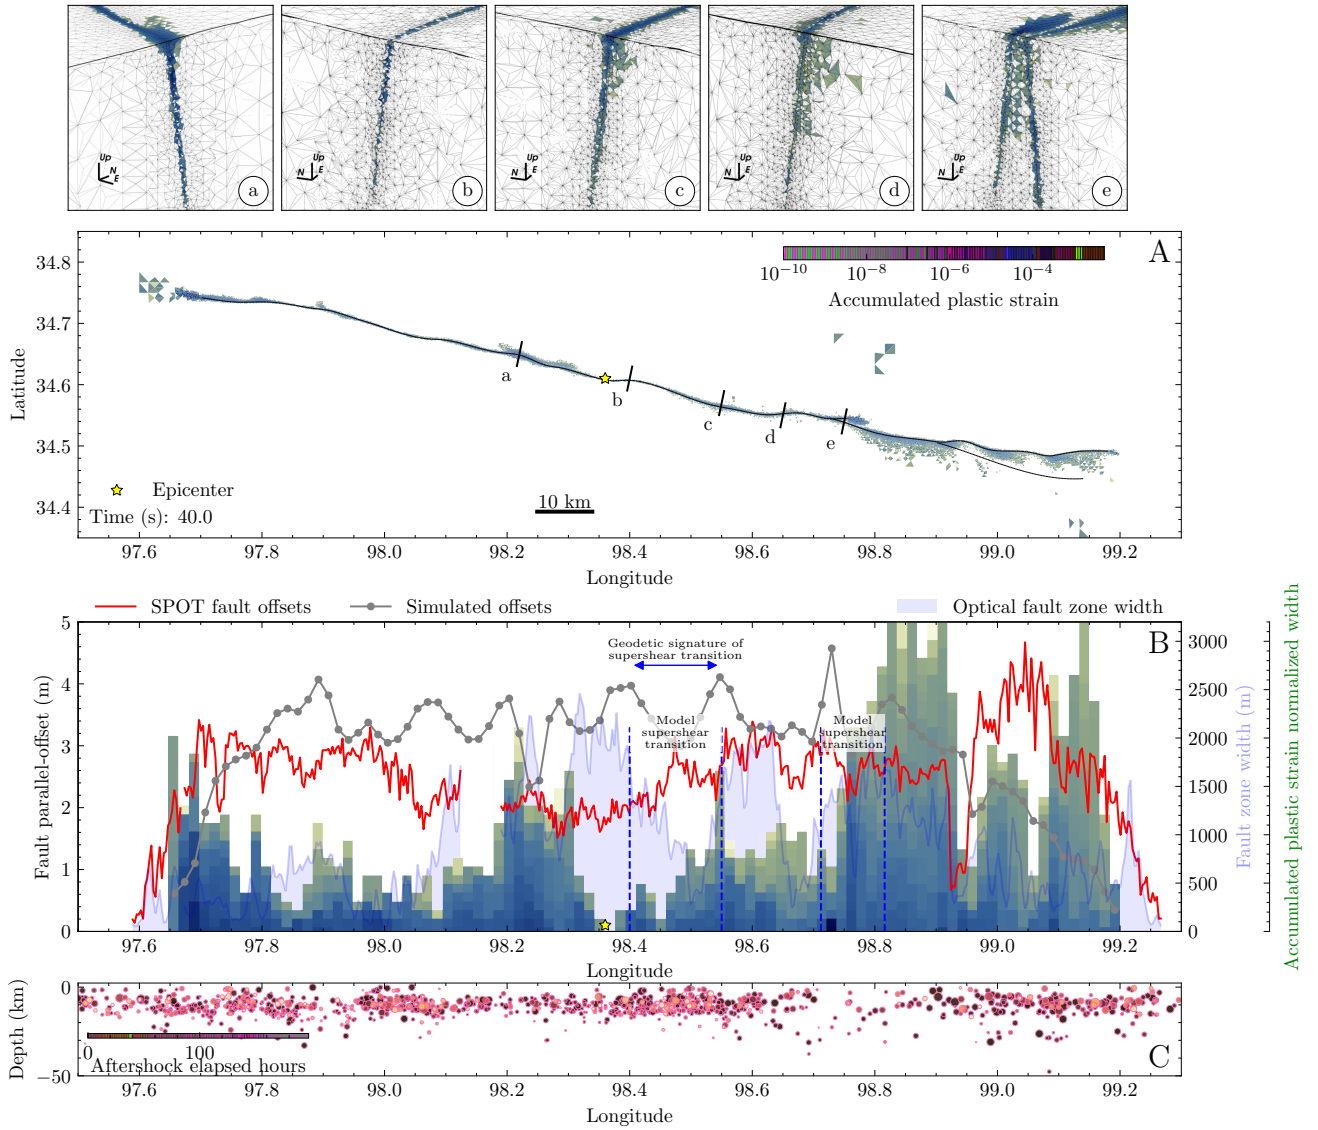 Up
N
E
a
Up
N
E
b
Up
N
E
c
Up
N
E
d
Up
N
E
e
34.8
34.7
34.6
34.5
34.4
Latitude
A
10⁻¹⁰ 10⁻⁸ 10⁻⁶ 10⁻⁴
Accumulated plastic strain
a
b
c
d
e
Epicenter
Time (s): 40.0
10 km
97.6 97.8 98.0 98.2 98.4 98.6 98.8 99.0 99.2
Longitude
SPOT fault offsets Simulated offsets Optical fault zone width
B
Geodetic signature of
supershear transition
Model
supershear
transition
Model
supershear
transition
5
4
3
2
1
0
Fault parallel-offset (m)
3000
2500
2000
1500
1000
500
0
Fault zone width (m)
Accumulated plastic strain normalized width
97.6 97.8 98.0 98.2 98.4 98.6 98.8 99.0 99.2
Longitude
0
−50
Depth (km)
0 100
Aftershock elapsed hours
C
97.6 97.8 98.0 98.2 98.4 98.6 98.8 99.0 99.2
Longitude